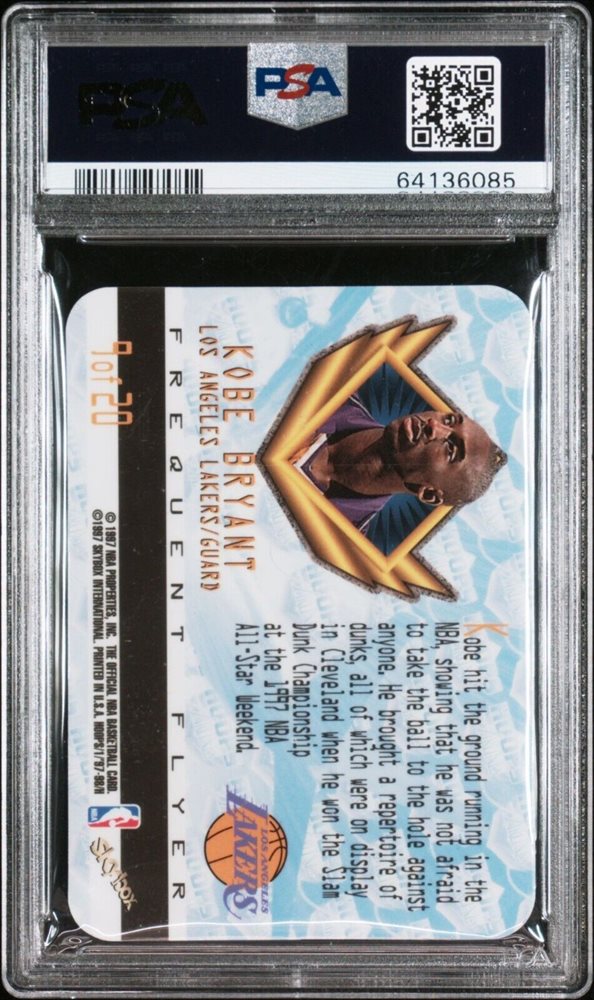 PSA
PSA
64136085
KOBE BRYANT
LOS ANGELES LAKERS/GUARD
Kobe hit the ground running in the
NBA, showing that he was not afraid
to take the ball to the hole against
anyone. He brought a repertoire of
dunks, all of which were on display
in Cleveland when he won the Slam
Dunk Championship
at the 1997 NBA
All-Star Weekend.
LOS ANGELES
LAKERS
FREQUENT FLYER
9 of 20
© 1997 NBA PROPERTIES, INC. THE OFFICIAL NBA BASKETBALL CARD.
©1997 SKYBOX INTERNATIONAL. PRINTED IN U.S.A.
NBA
SkyBox